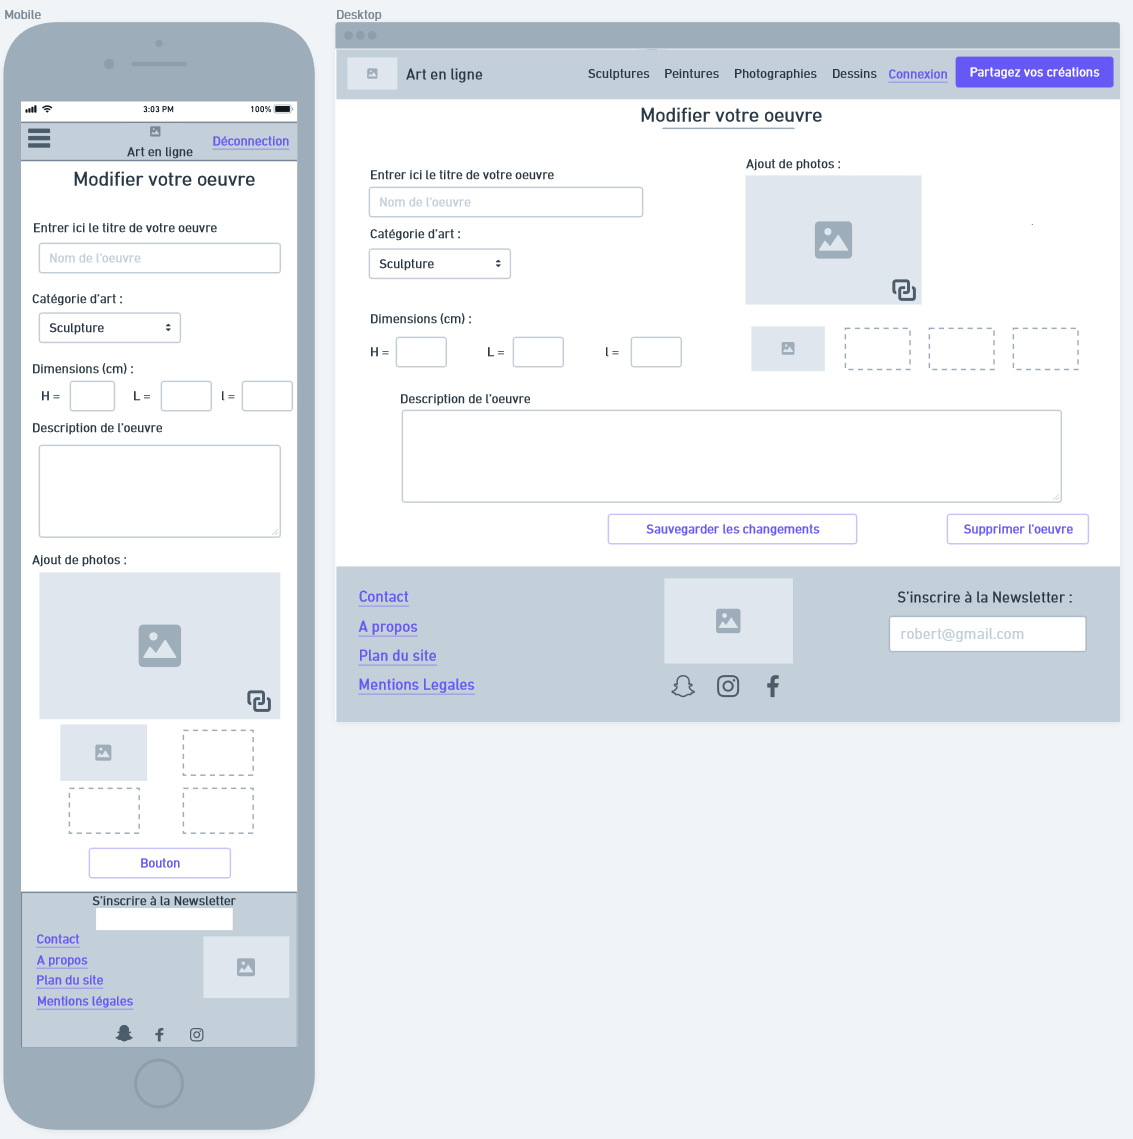 Mobile
3:03 PM
100%
Art en ligne
Déconnection
Modifier votre oeuvre
Entrer ici le titre de votre oeuvre
Nom de l'oeuvre
Catégorie d'art :
Sculpture
Dimensions (cm) :
H =
L =
l =
Description de l'oeuvre
Ajout de photos :
Bouton
S'inscrire à la Newsletter
Contact
A propos
Plan du site
Mentions légales
Desktop
Art en ligne
Sculptures
Peintures
Photographies
Dessins
Connexion
Partagez vos créations
Modifier votre oeuvre
Entrer ici le titre de votre oeuvre
Nom de l'oeuvre
Catégorie d'art :
Sculpture
Dimensions (cm) :
H =
L =
l =
Ajout de photos :
Description de l'oeuvre
Sauvegarder les changements
Supprimer l'oeuvre
Contact
A propos
Plan du site
Mentions Legales
S'inscrire à la Newsletter :
robert@gmail.com